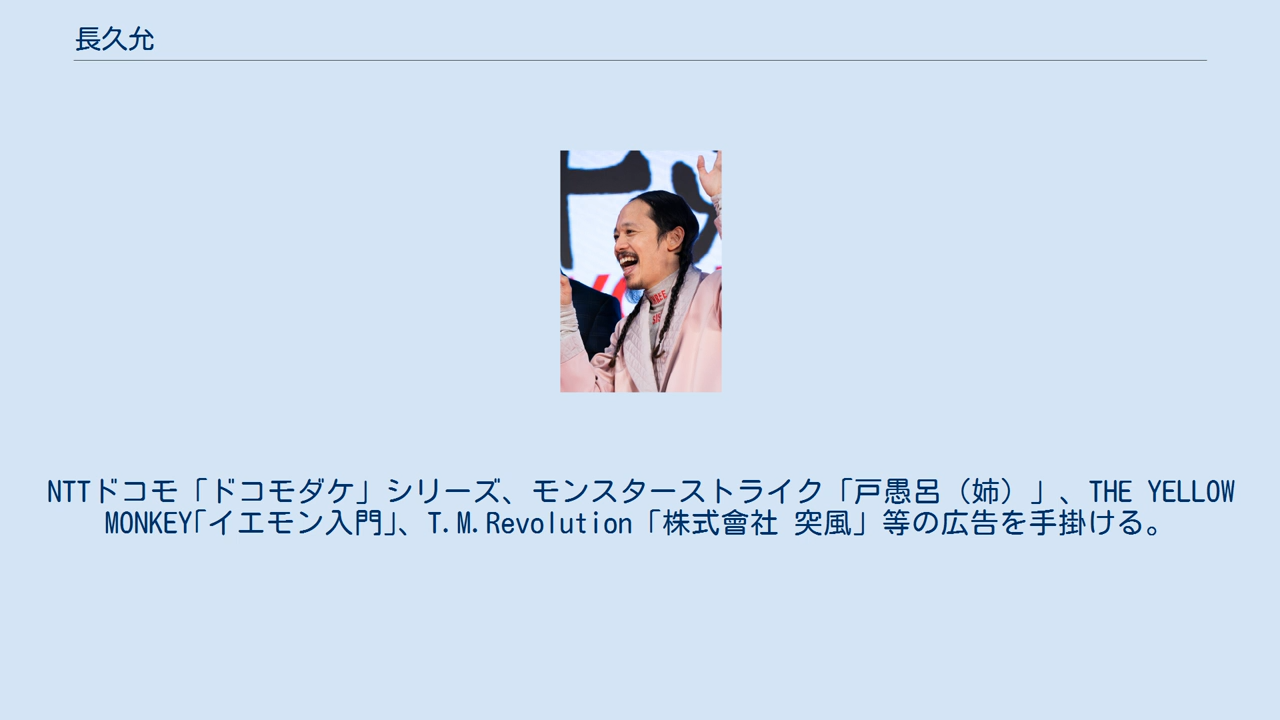 長久允
NTTドコモ「ドコモダケ」シリーズ、モンスターストライク「戸愚呂（姉）」、THE YELLOW
MONKEY｢イエモン入門｣、T.M.Revolution「株式會社 突風」等の広告を手掛ける。